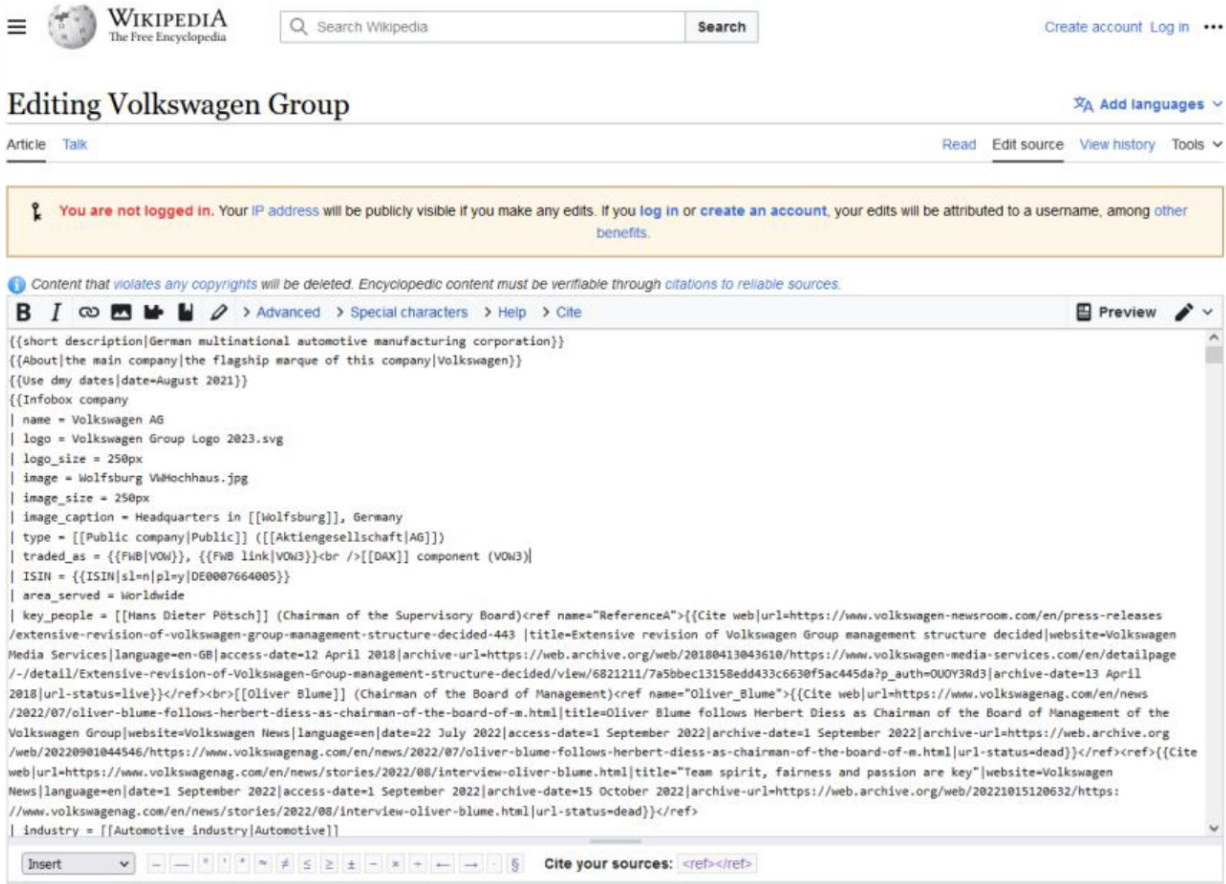 WIKIPEDIA
The Free Encyclopedia
Search Wikipedia
Search
Create account Log in
Editing Volkswagen Group
Add languages
Article Talk
Read Edit source View history Tools
You are not logged in. Your IP address will be publicly visible if you make any edits. If you log in or create an account, your edits will be attributed to a username, among other
benefits.
Content that violates any copyrights will be deleted. Encyclopedic content must be verifiable through citations to reliable sources.
B I > Advanced > Special characters > Help > Cite Preview
{{short description|German multinational automotive manufacturing corporation}}
{{About|the main company|the flagship marque of this company|Volkswagen}}
{{Use dmy dates|date=August 2021}}
{{Infobox company
| name = Volkswagen AG
| logo = Volkswagen Group Logo 2023.svg
| logo_size = 250px
| image = Wolfsburg VWHochhaus.jpg
| image_size = 250px
| image_caption = Headquarters in [[Wolfsburg]], Germany
| type = [[Public company|Public]] ([[Aktiengesellschaft|AG]])
| traded_as = {{FWB|VOW}}, {{FWB link|VOW3}}<br />[[DAX]] component (VOW3)
| ISIN = {{ISIN|sl=n|pl=y|DE0007664005}}
| area_served = Worldwide
| key_people = [[Hans Dieter Pötsch]] (Chairman of the Supervisory Board)<ref name="ReferenceA">{{Cite web|url=https://www.volkswagen-newsroom.com/en/press-releases
/extensive-revision-of-volkswagen-group-management-structure-decided-443 |title=Extensive revision of Volkswagen Group management structure decided|website=Volkswagen
Media Services|language=en-GB|access-date=12 April 2018|archive-url=https://web.archive.org/web/20180413043610/https://www.volkswagen-media-services.com/en/detailpage
/-/detail/Extensive-revision-of-Volkswagen-Group-management-structure-decided/view/6821211/7a5bbec13158edd433c6630f5ac445da?p_auth=OUOY3Rd3|archive-date=13 April
2018|url-status=live}}</ref><br>[[Oliver Blume]] (Chairman of the Board of Management)<ref name="Oliver_Blume">{{Cite web|url=https://www.volkswagenag.com/en/news
/2022/07/oliver-blume-follows-herbert-diess-as-chairman-of-the-board-of-m.html|title=Oliver Blume follows Herbert Diess as Chairman of the Board of Management of the
Volkswagen Group|website=Volkswagen News|language=en|date=22 July 2022|access-date=1 September 2022|archive-date=1 September 2022|archive-url=https://web.archive.org
/web/20220901044546/https://www.volkswagenag.com/en/news/2022/07/oliver-blume-follows-herbert-diess-as-chairman-of-the-board-of-m.html|url-status=dead}}</ref><ref>{{Cite
web|url=https://www.volkswagenag.com/en/news/stories/2022/08/interview-oliver-blume.html|title="Team spirit, fairness and passion are key"|website=Volkswagen
News|language=en|date=1 September 2022|access-date=1 September 2022|archive-date=15 October 2022|archive-url=https://web.archive.org/web/20221015120632/https:
//www.volkswagenag.com/en/news/stories/2022/08/interview-oliver-blume.html|url-status=dead}}</ref>
| industry = [[Automotive industry|Automotive]]
Insert – — ° ′ ″ ≈ ≠ ≤ ≥ ± − × ÷ ← → · § Cite your sources: <ref></ref>